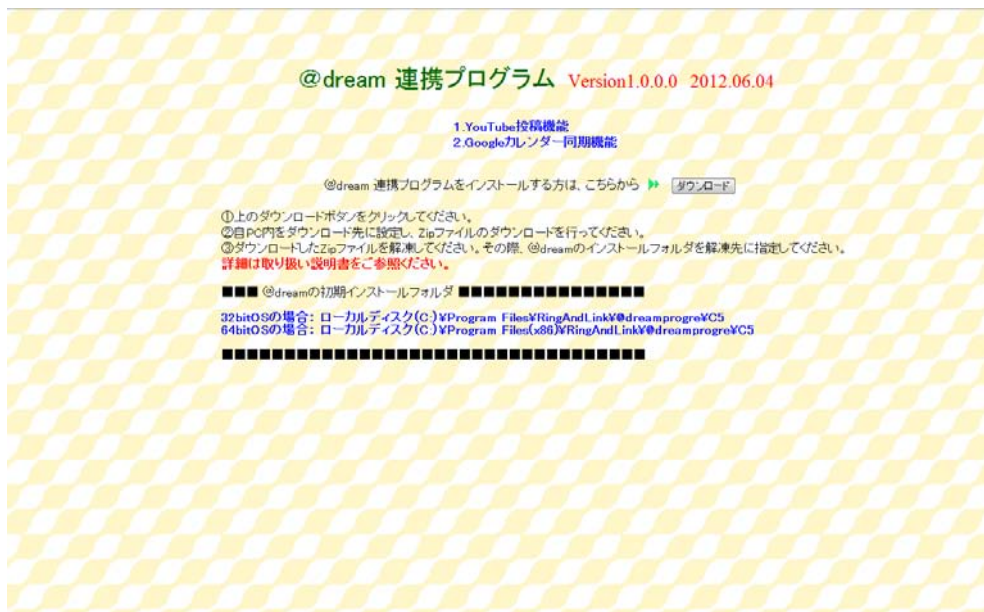 @dream 連携プログラム Version1.0.0.0 2012.06.04
1.YouTube投稿機能
2.Googleカレンダー同期機能
@dream 連携プログラムをインストールする方は、こちらから ダウンロード
①上のダウンロードボタンをクリックしてください。
②自PC内をダウンロード先に設定し、Zipファイルのダウンロードを行ってください。
③ダウンロードしたZipファイルを解凍してください。その際、@dreamのインストールフォルダを解凍先に指定してください。
詳細は取り扱い説明書をご参照ください。
■■■ @dreamの初期インストールフォルダ ■■■■■■■■■■■■■■■
32bitOSの場合: ローカルディスク(C:)¥Program Files¥RingAndLink¥@dreamprogre¥C5
64bitOSの場合: ローカルディスク(C:)¥Program Files(x86)¥RingAndLink¥@dreamprogre¥C5
■■■■■■■■■■■■■■■■■■■■■■■■■■■■■■■■■■